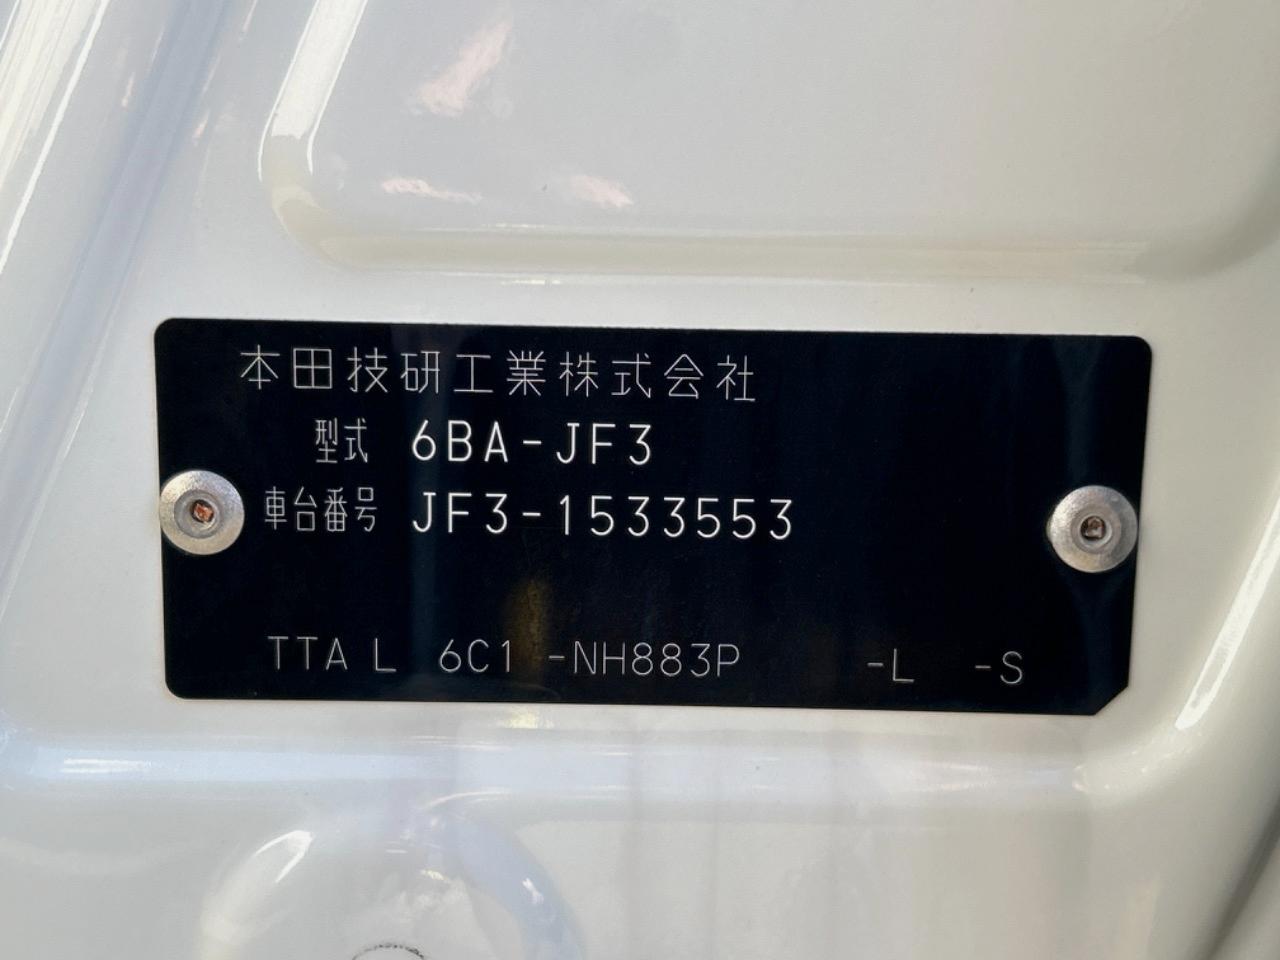 本田技研工業株式会社
型式 6BA-JF3
車台番号 JF3-1533553
TTA L 6C1 -NH883P -L -S